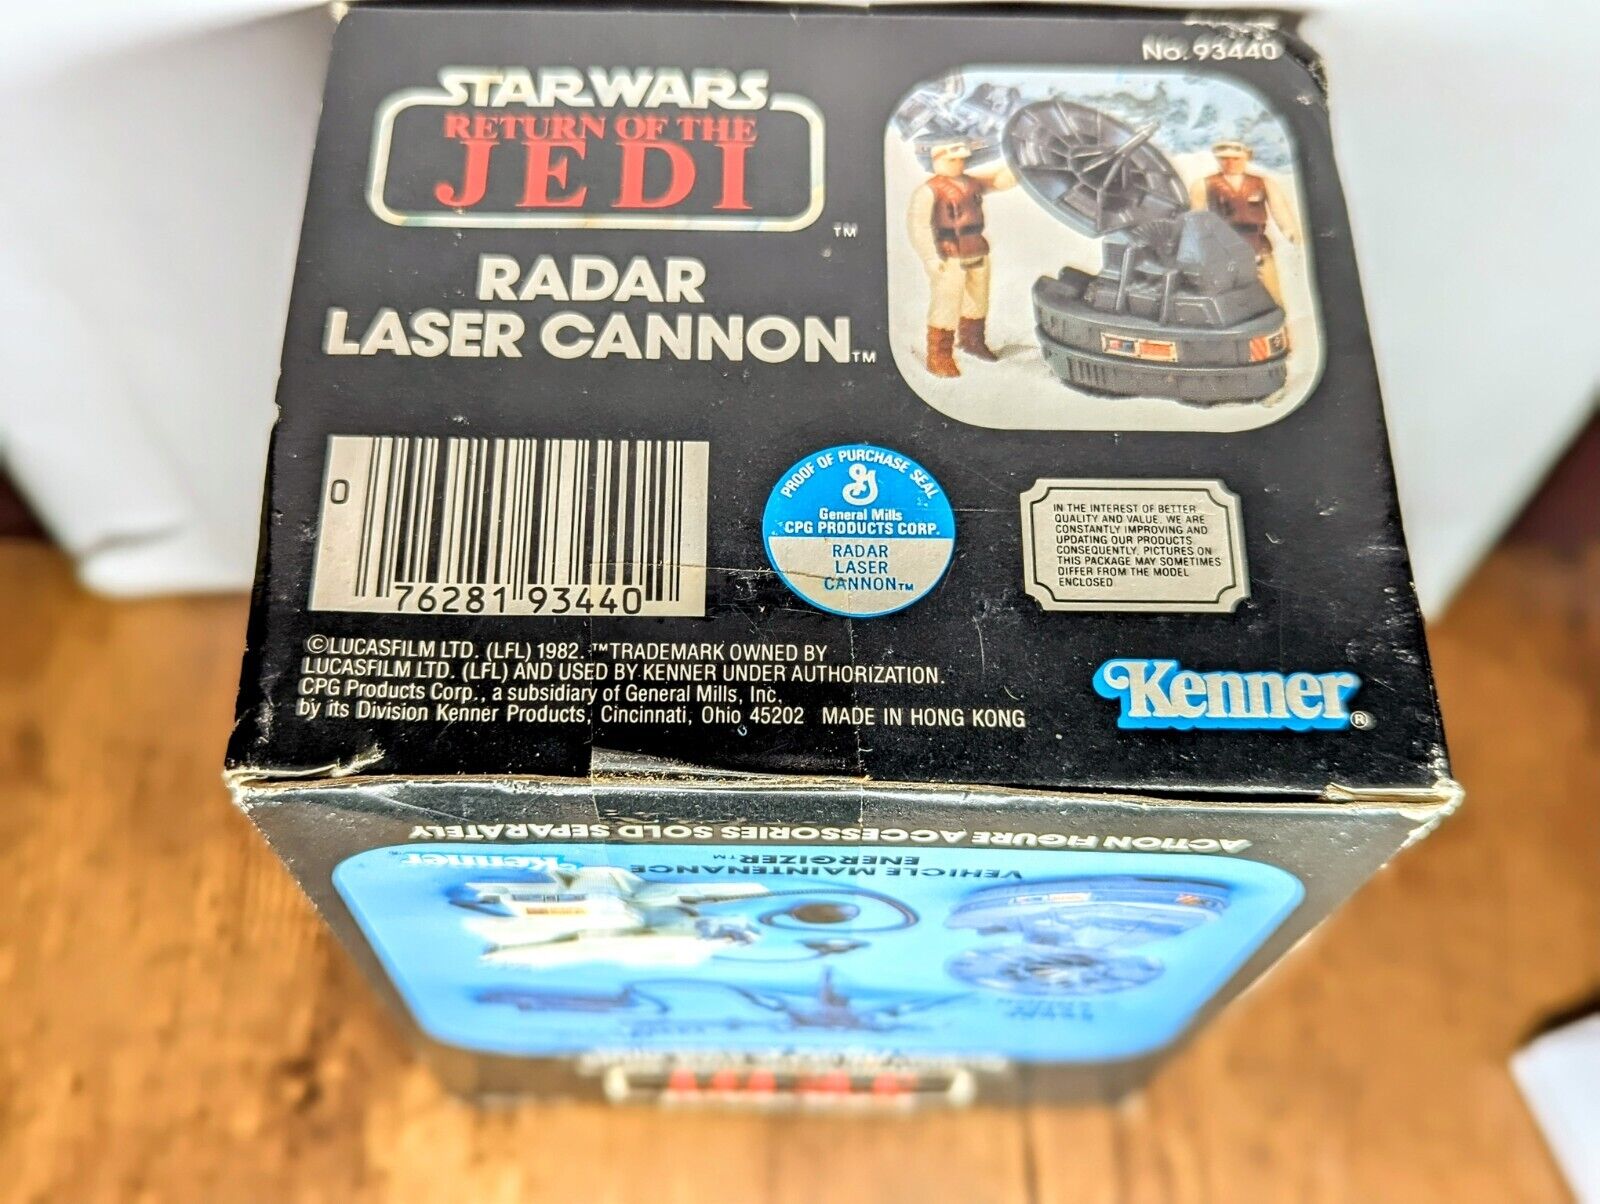 No. 93440
STAR WARS
RETURN OF THE
JEDI
TM
RADAR
LASER CANNON™
0
76281 93440
PROOF OF PURCHASE SEAL
General Mills
CPG PRODUCTS CORP.
RADAR
LASER
CANNON™
IN THE INTEREST OF BETTER
QUALITY AND VALUE, WE ARE
CONSTANTLY IMPROVING AND
UPDATING OUR PRODUCTS
CONSEQUENTLY, PICTURES ON
THIS PACKAGE MAY SOMETIMES
DIFFER FROM THE MODEL
ENCLOSED
©LUCASFILM LTD. (LFL) 1982. ™TRADEMARK OWNED BY
LUCASFILM LTD. (LFL) AND USED BY KENNER UNDER AUTHORIZATION.
CPG Products Corp., a subsidiary of General Mills, Inc.
by its Division Kenner Products, Cincinnati, Ohio 45202 MADE IN HONG KONG
Kenner®
ACTION FIGURE ACCESSORIES SOLD SEPARATELY
Kenner
VEHICLE MAINTENANCE
ENERGIZER™